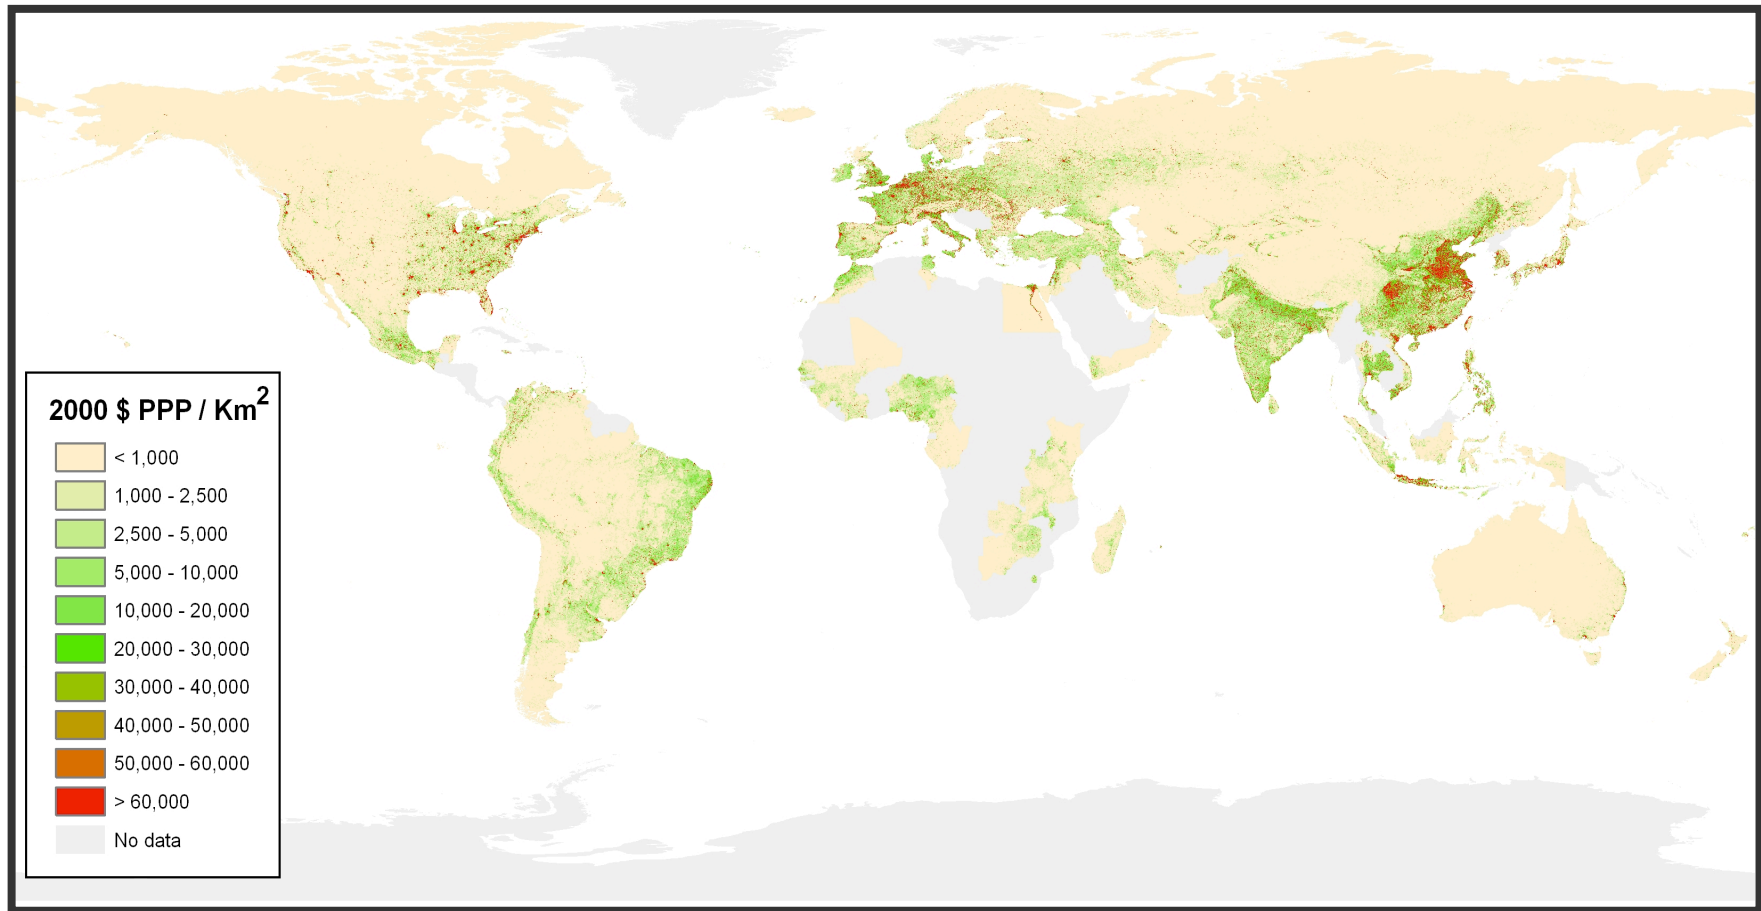 2000 $ PPP / Km2
< 1,000
1,000 - 2,500
2,500 - 5,000
5,000 - 10,000
10,000 - 20,000
20,000 - 30,000
30,000 - 40,000
40,000 - 50,000
50,000 - 60,000
> 60,000
No data